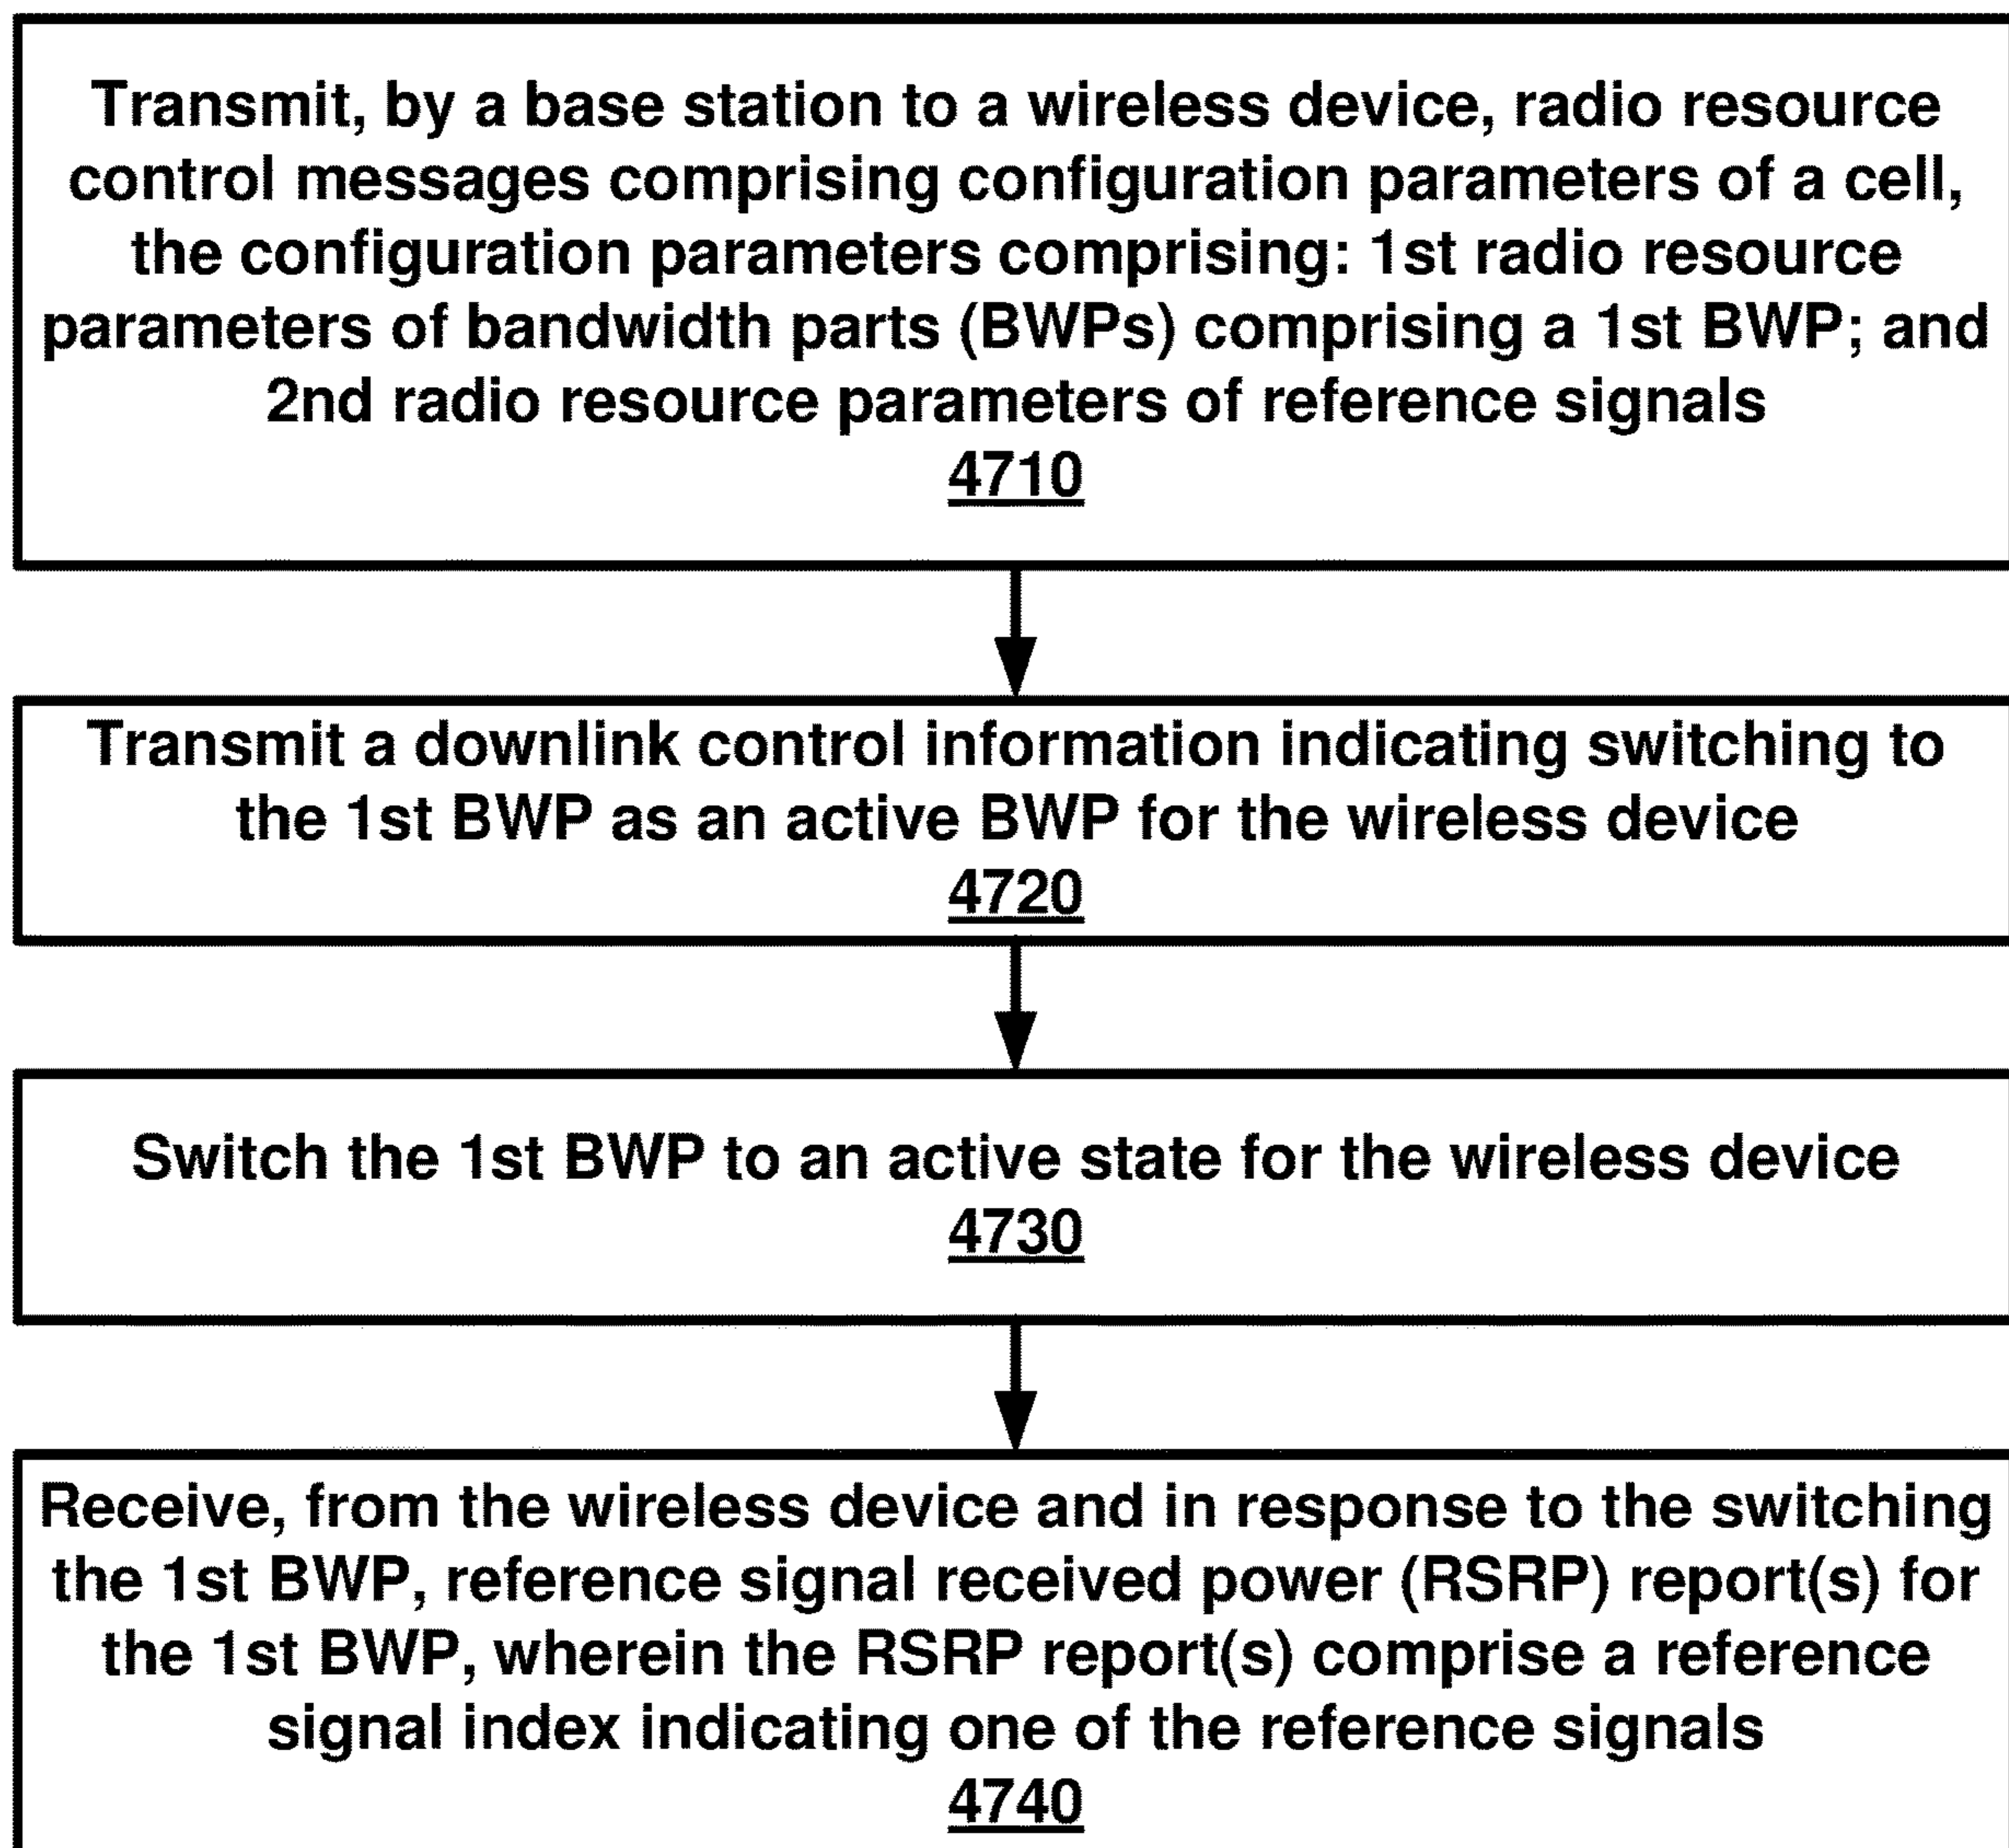 Transmit, by a base station to a wireless device, radio resource
control messages comprising configuration parameters of a cell,
the configuration parameters comprising: 1st radio resource
parameters of bandwidth parts (BWPs) comprising a 1st BWP; and
2nd radio resource parameters of reference signals
4710
Transmit a downlink control information indicating switching to
the 1st BWP as an active BWP for the wireless device
4720
Switch the 1st BWP to an active state for the wireless device
4730
Receive, from the wireless device and in response to the switching
the 1st BWP, reference signal received power (RSRP) report(s) for
the 1st BWP, wherein the RSRP report(s) comprise a reference
signal index indicating one of the reference signals
4740